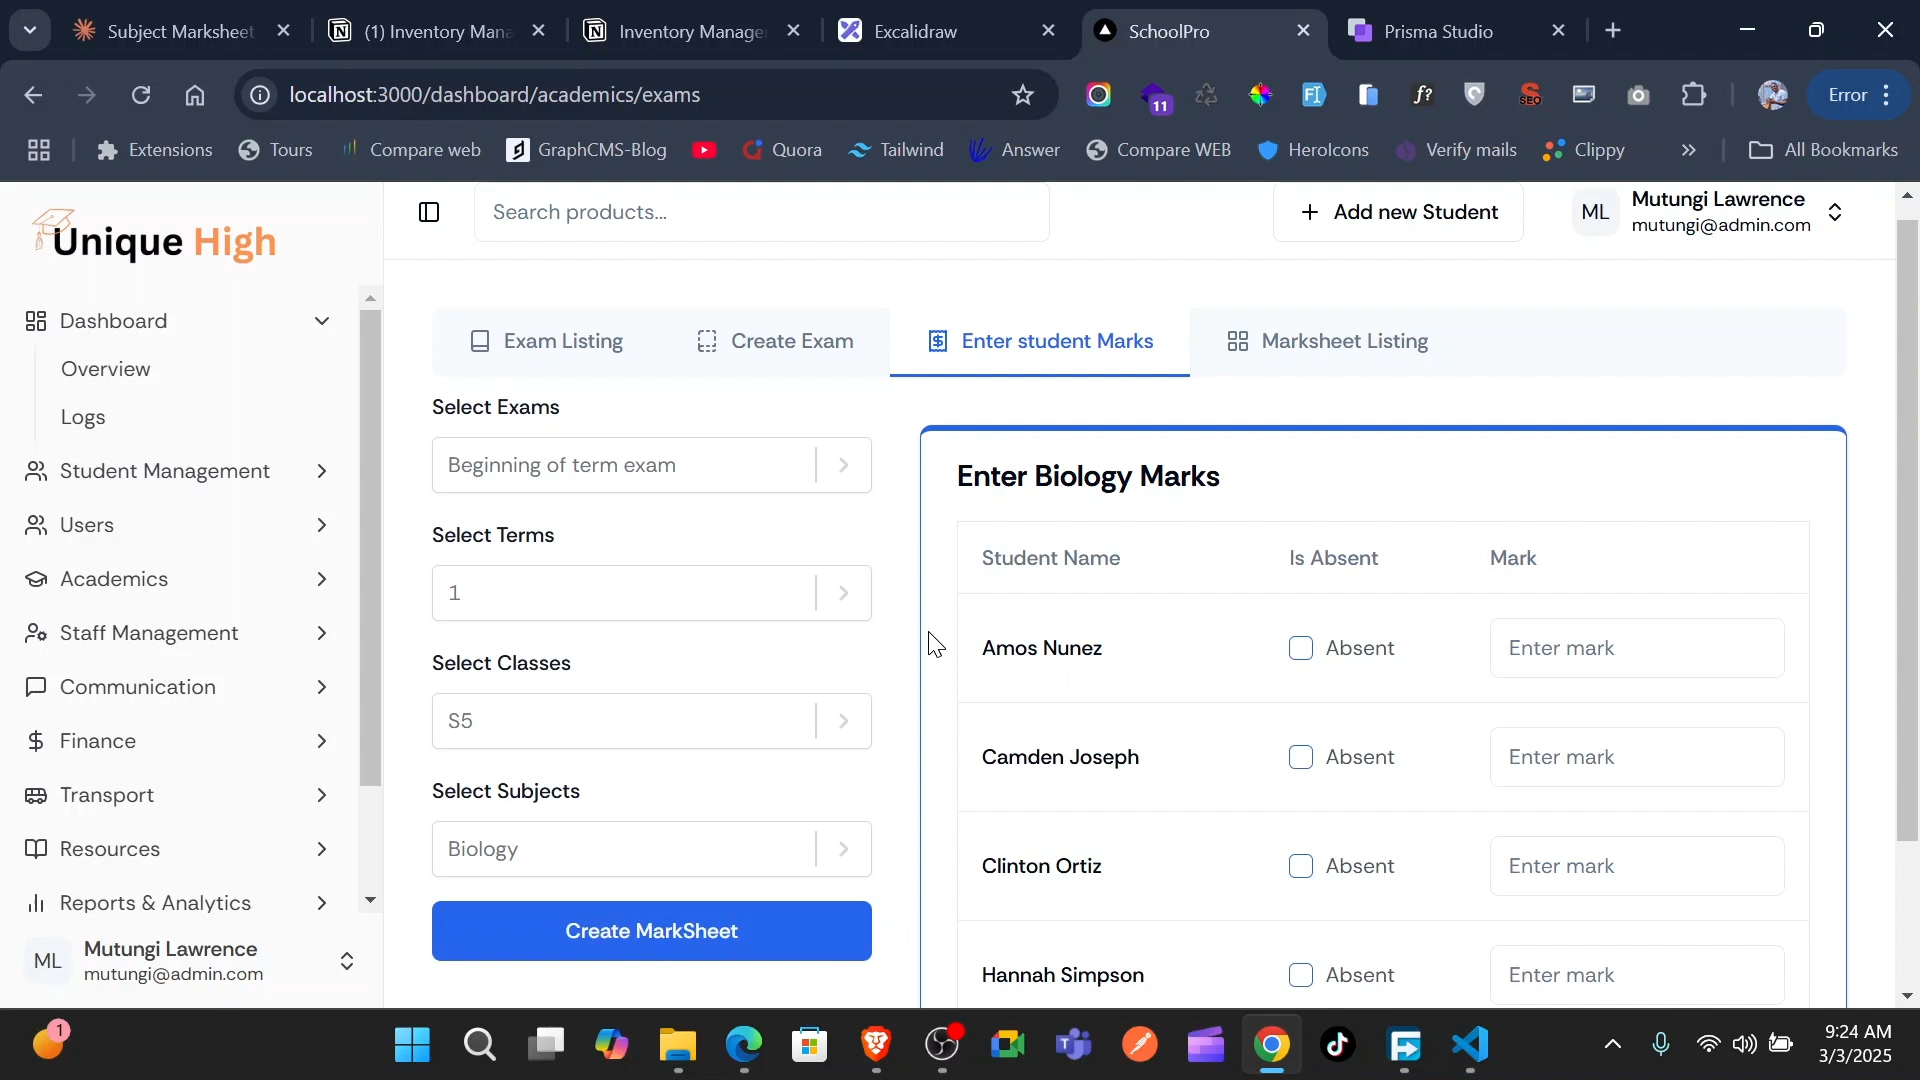 Subject Marksheet
(1) Inventory Mana
Inventory Manage
Excalidraw
SchoolPro
Prisma Studio
localhost:3000/dashboard/academics/exams
11
f?
SEO
Error
Extensions
Tours
Compare web
GraphCMS-Blog
Quora
Tailwind
Answer
Compare WEB
HeroIcons
Verify mails
Clippy
All Bookmarks
Unique High
Search products...
Add new Student
ML
Mutungi Lawrence
mutungi@admin.com
Dashboard
Overview
Logs
Student Management
Users
Academics
Staff Management
Communication
Finance
Transport
Resources
Reports & Analytics
ML
Mutungi Lawrence
mutungi@admin.com
Exam Listing
Create Exam
Enter student Marks
Marksheet Listing
Select Exams
Beginning of term exam
Select Terms
1
Select Classes
S5
Select Subjects
Biology
Create MarkSheet
Enter Biology Marks
Student Name
Is Absent
Mark
Amos Nunez
Absent
Enter mark
Camden Joseph
Absent
Enter mark
Clinton Ortiz
Absent
Enter mark
Hannah Simpson
Absent
Enter mark
1
9:24 AM
3/3/2025